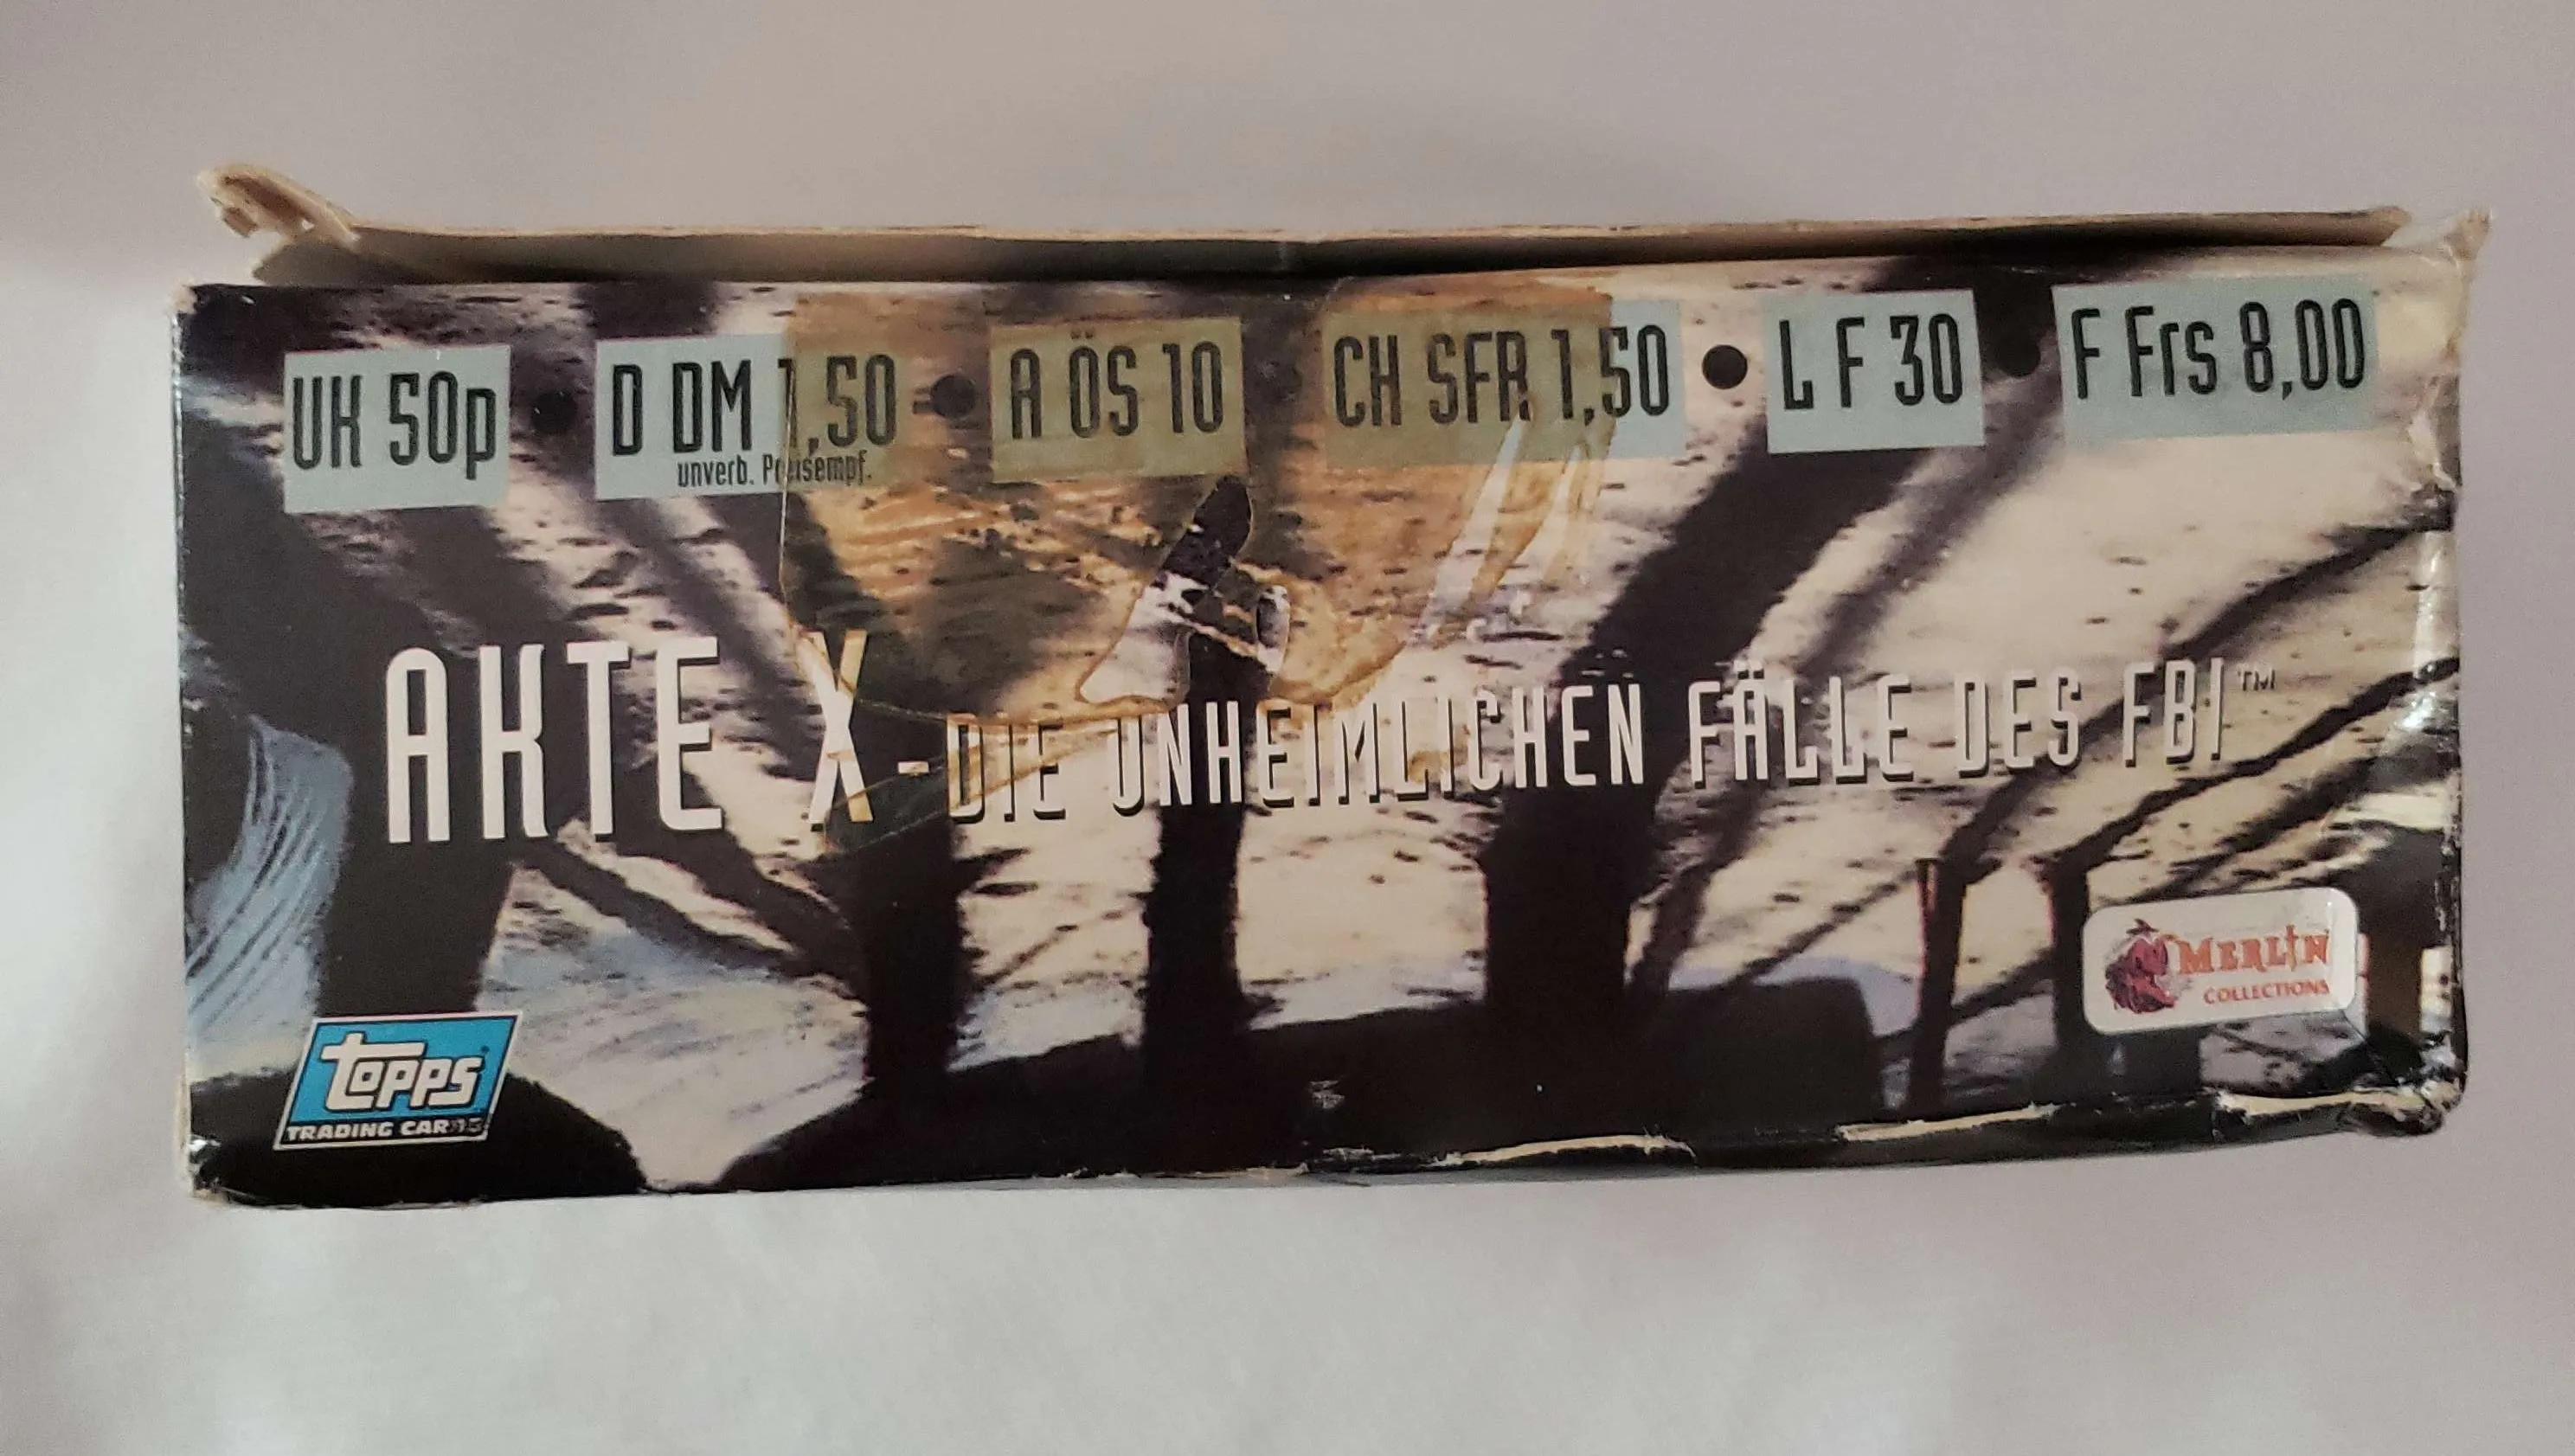 UK 50p • D DM 1,50 • A ÖS 10 CH SFR 1,50 • L F 30 • F Frs 8,00
unverb. Preisempf.
AKTE X - DIE UNHEIMLICHEN FÄLLE DES FBI™
MERLIN
COLLECTIONS
topps
TRADING CARDS